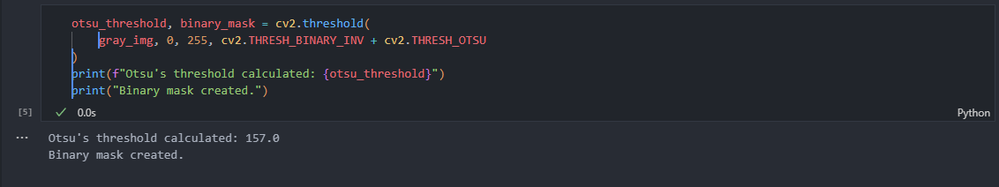 otsu_threshold, binary_mask = cv2.threshold(
gray_img, 0, 255, cv2.THRESH_BINARY_INV + cv2.THRESH_OTSU
)
print(f"Otsu's threshold calculated: {otsu_threshold}")
print("Binary mask created.")
[5] ✓ 0.0s Python
... Otsu's threshold calculated: 157.0
Binary mask created.